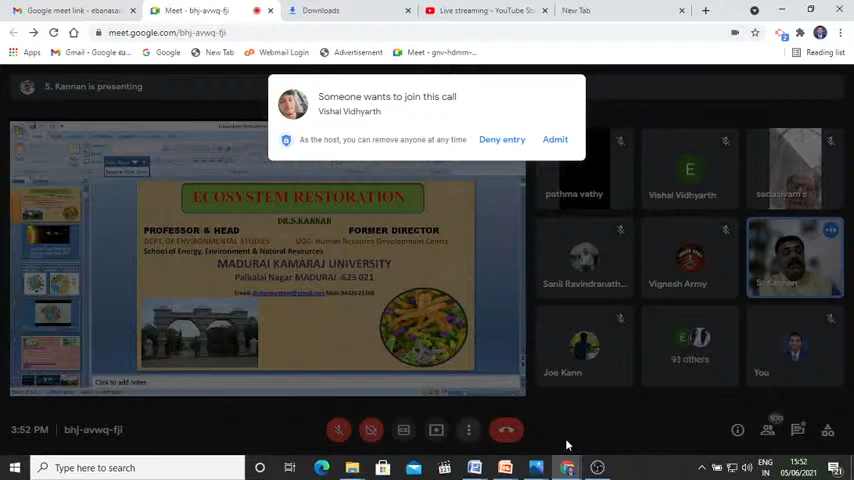 Google meet link - ebanasar
Meet - bhj-avwq-fji
Downloads
Live streaming - YouTube St
New Tab
meet.google.com/bhj-avwq-fji
Apps
Gmail - Google සං
Google
New Tab
Webmail Login
Advertisement
Meet - gnv-hdmm-...
Reading list
S. Kannan is presenting
Someone wants to join this call
Vishal Vidhyarth
As the host, you can remove anyone at any time
Deny entry
Admit
ECOSYSTEM RESTORATION
DR.S.KANNAN
PROFESSOR & HEAD
FORMER DIRECTOR
DEPT. OF ENVIRONMENTAL STUDIES
UGC- Human Resource Development Centre
School of Energy, Environment & Natural Resources
MADURAI KAMARAJ UNIVERSITY
Palkalai Nagar MADURAI -625 021
Click to add notes
pathma vathy
E
Vishal Vidhyarth
sadasivam s
Sanil Ravindranath...
Vignesh Army
S. Kannan
Joe Kann
E
91 others
You
3:52 PM
bhj-avwq-fji
100
Type here to search
ENG
IN
15:52
05/06/2021
21